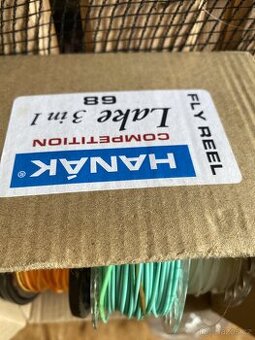 HANÁK®
COMPETITION
Lake 3 in 1
68
FLY REEL